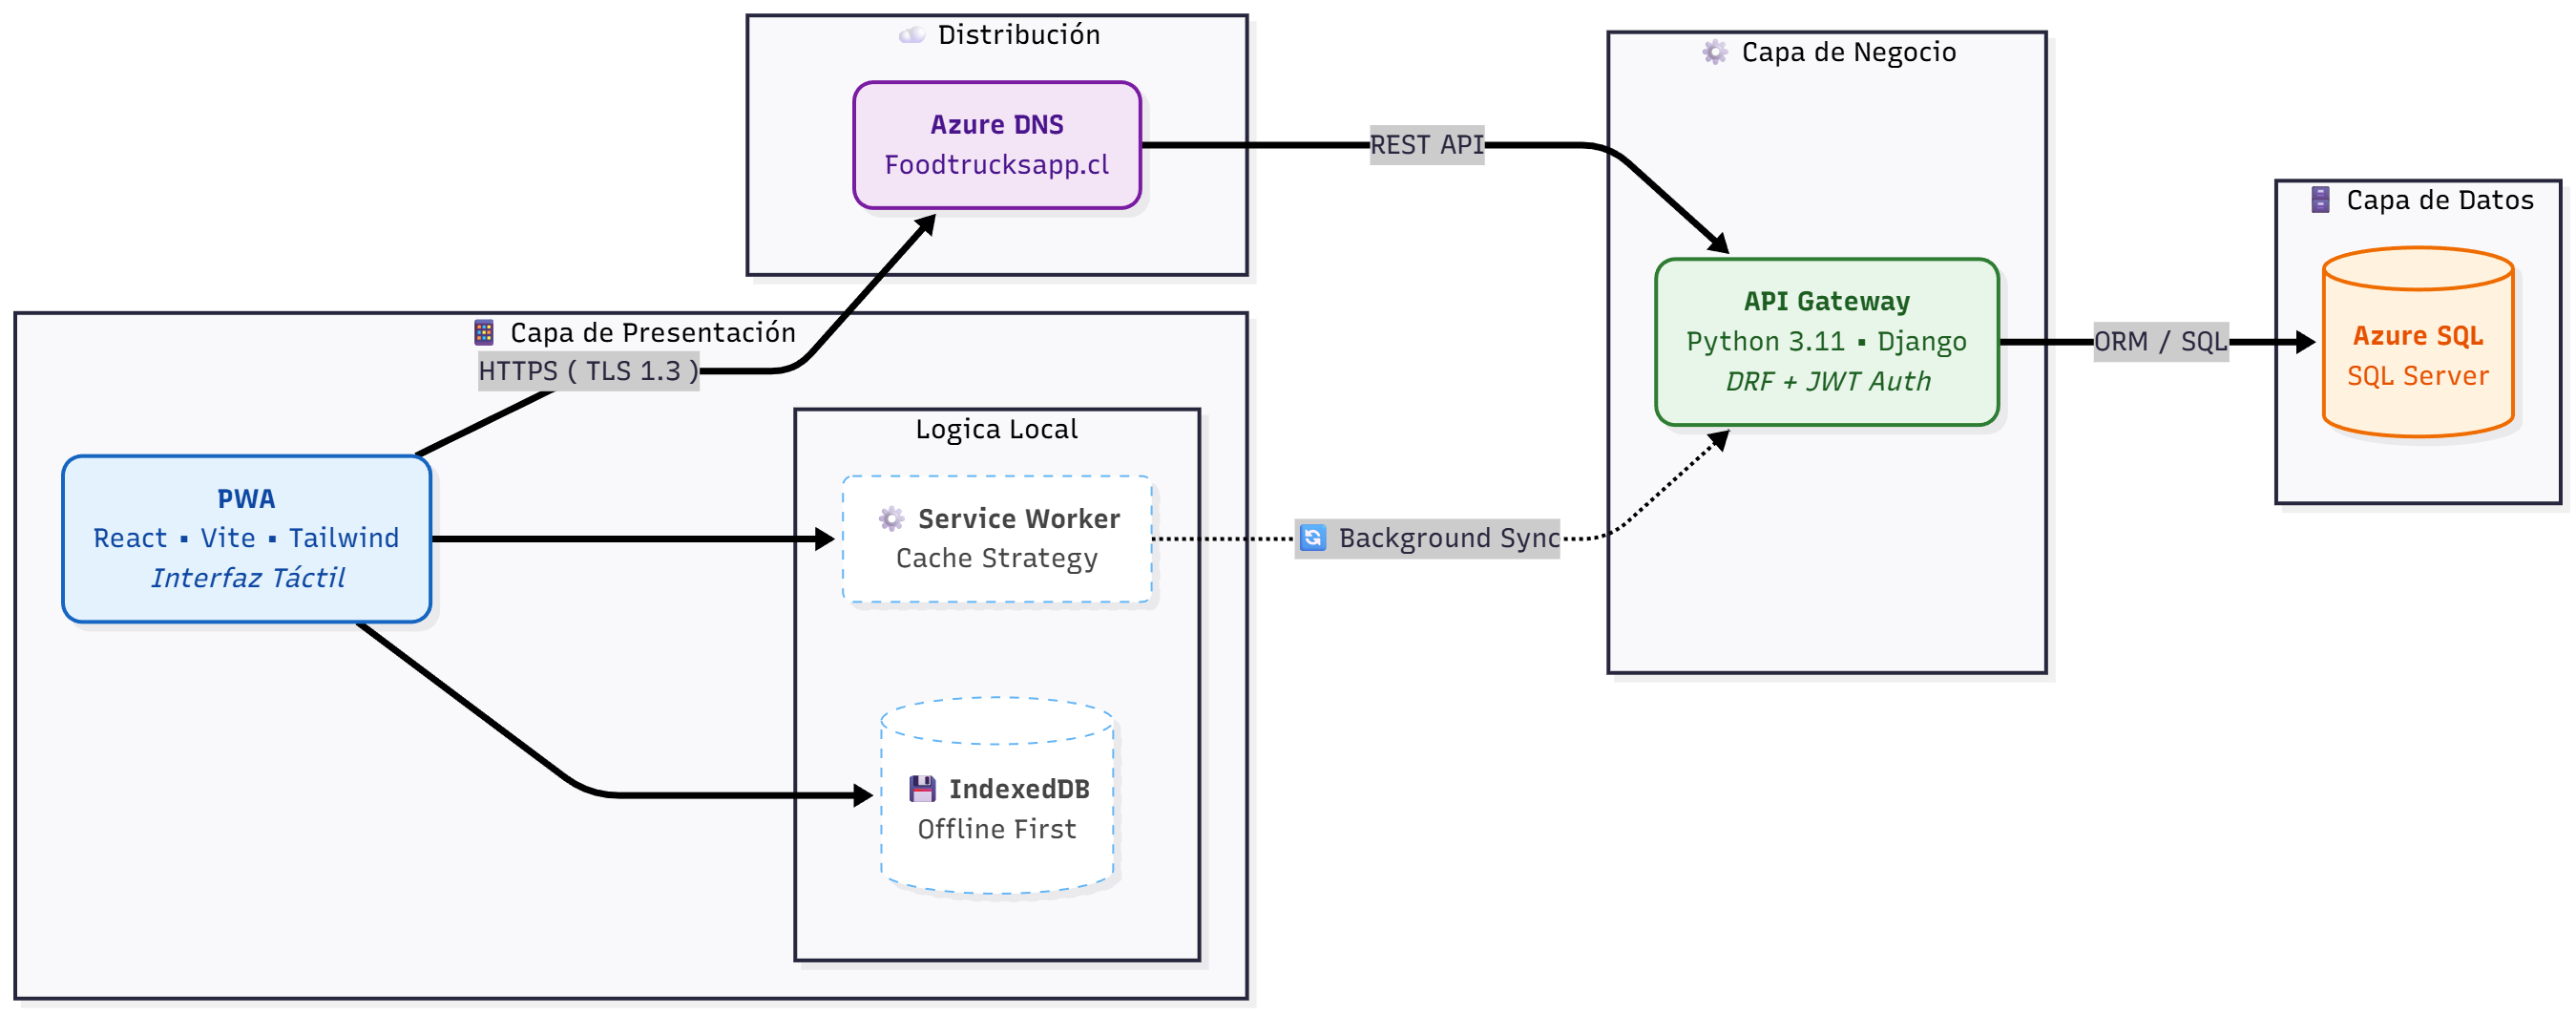 ☁️ Distribución
Azure DNS
Foodtrucksapp.cl
REST API
⚙️ Capa de Negocio
API Gateway
Python 3.11 ▪ Django
DRF + JWT Auth
ORM / SQL
🗄️ Capa de Datos
Azure SQL
SQL Server
📱 Capa de Presentación
HTTPS ( TLS 1.3 )
PWA
React ▪ Vite ▪ Tailwind
Interfaz Táctil
Logica Local
⚙️ Service Worker
Cache Strategy
🔄 Background Sync
💾 IndexedDB
Offline First